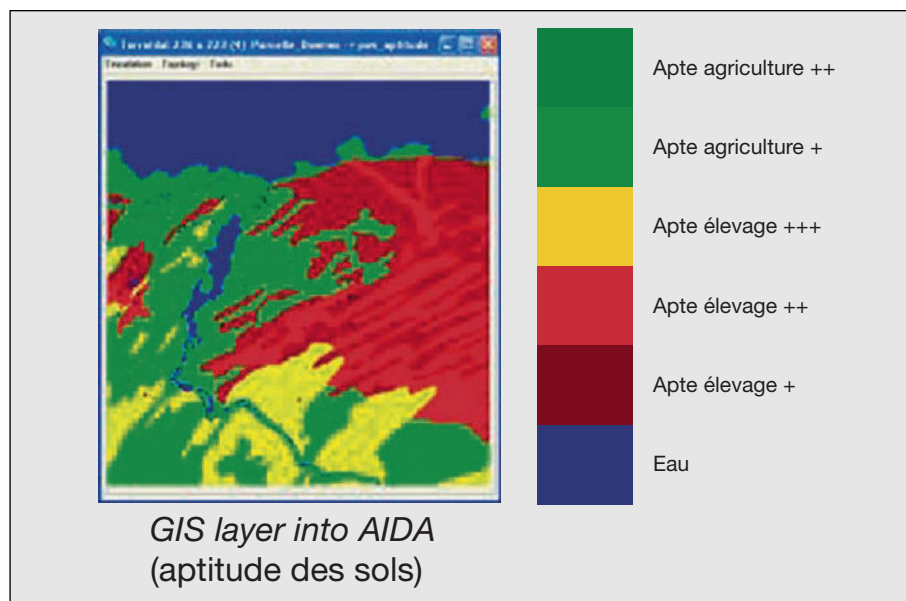 Apte agriculture ++
Apte agriculture +
Apte élevage +++
Apte élevage ++
Apte élevage +
Eau
GIS layer into AIDA
(aptitude des sols)